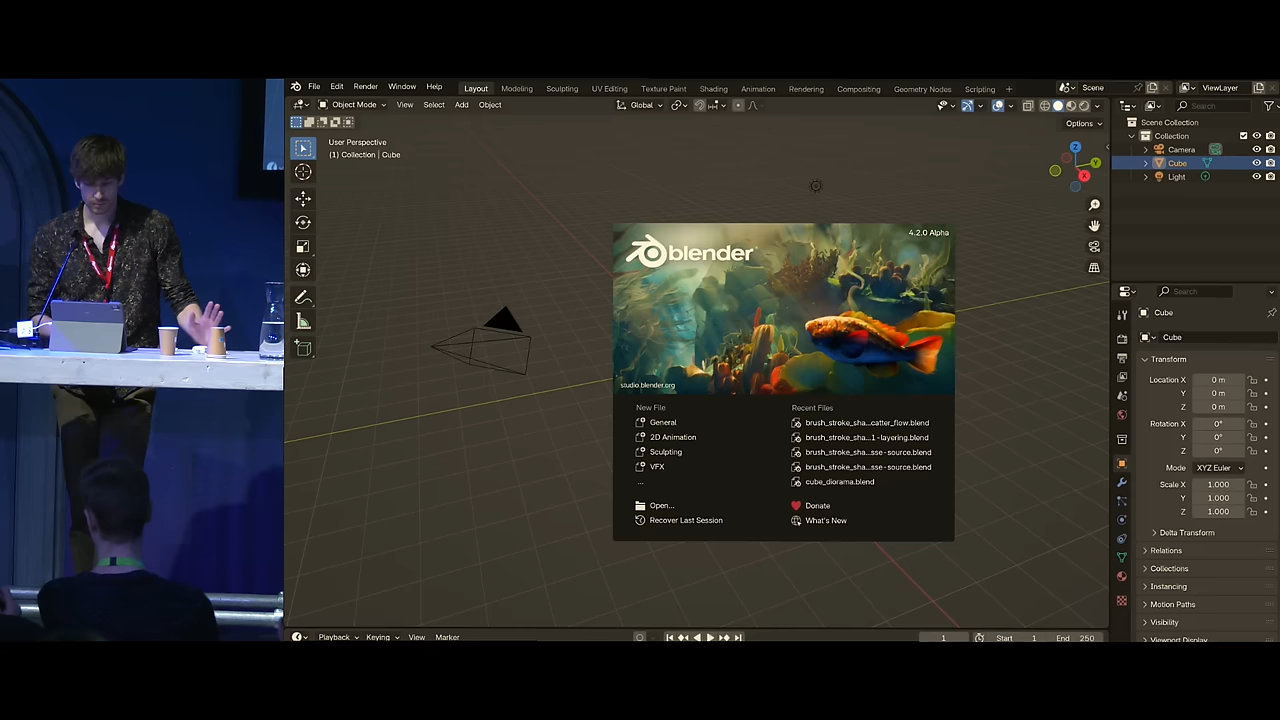 File Edit Render Window Help Layout Modeling Sculpting UV Editing Texture Paint Shading Animation Rendering Compositing Geometry Nodes Scripting + Scene ViewLayer
Object Mode View Select Add Object Global Search
Options
User Perspective
(1) Collection | Cube
Z
Y
X
Scene Collection
Collection
Camera
Cube
Light
blender
4.2.0 Alpha
studio.blender.org
New File
General
2D Animation
Sculpting
VFX
...
Open...
Recover Last Session
Recent Files
brush_stroke_sha...catter_flow.blend
brush_stroke_sha...1-layering.blend
brush_stroke_sha...sse-source.blend
brush_stroke_sha...sse-source.blend
cube_diorama.blend
Donate
What's New
Search
Cube
Cube
Transform
Location X 0 m
Y 0 m
Z 0 m
Rotation X 0°
Y 0°
Z 0°
Mode XYZ Euler
Scale X 1.000
Y 1.000
Z 1.000
Delta Transform
Relations
Collections
Instancing
Motion Paths
Visibility
Viewport Display
Playback Keying View Marker 1 Start 1 End 250